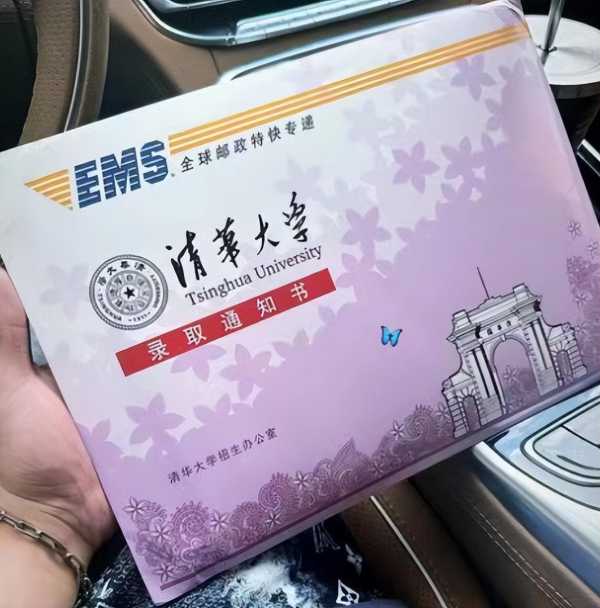 EMS 全球邮政特快专递
清華大学
Tsinghua University
录取通知书
清华大学招生办公室